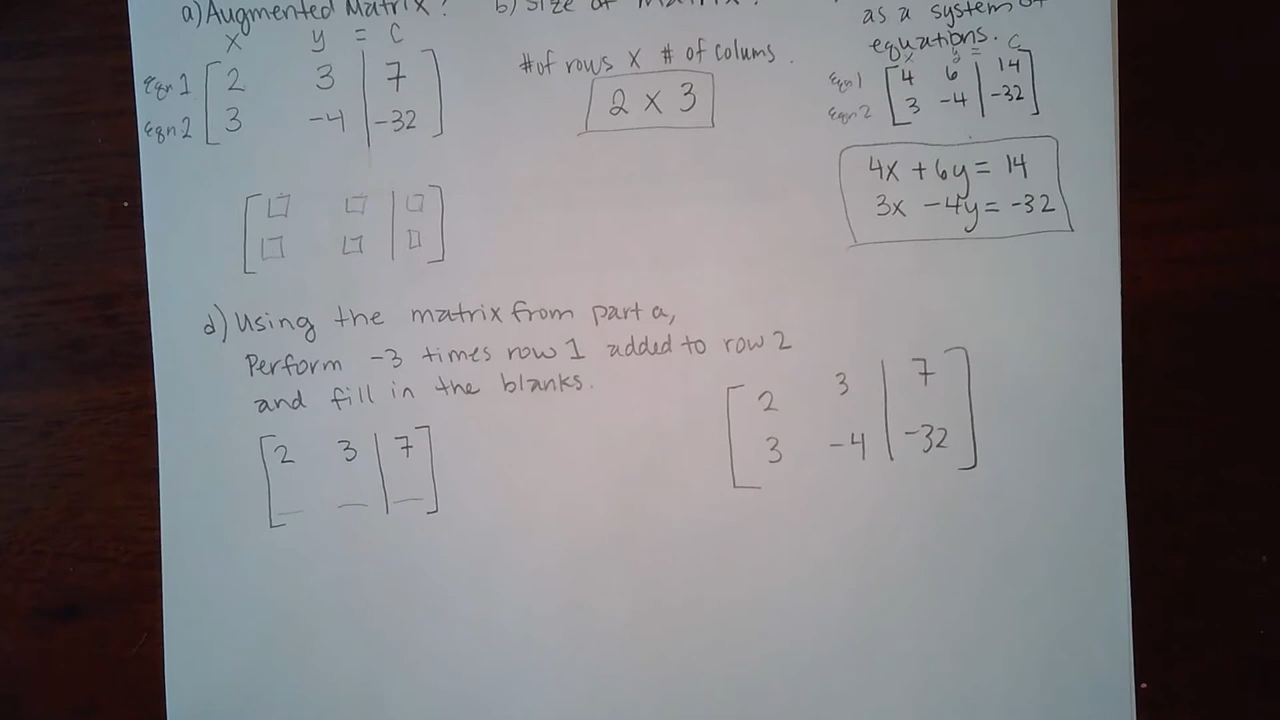 a) Augmented Matrix?
x y = C
Eqn 1 [ 2 3 | 7 ]
Eqn 2 [ 3 -4 | -32 ]
[ □ □ | □ ]
[ □ □ | □ ]
b) Size of Matrix?
# of rows x # of colums.
2 x 3
as a system of
equations.
x y = C
Eqn 1 [ 4 6 | 14 ]
Eqn 2 [ 3 -4 | -32 ]
4x + 6y = 14
3x - 4y = -32
d) Using the matrix from part a,
Perform -3 times row 1 added to row 2
and fill in the blanks.
[ 2 3 | 7 ]
[ _ _ | _ ]
[ 2 3 | 7 ]
[ 3 -4 | -32 ]